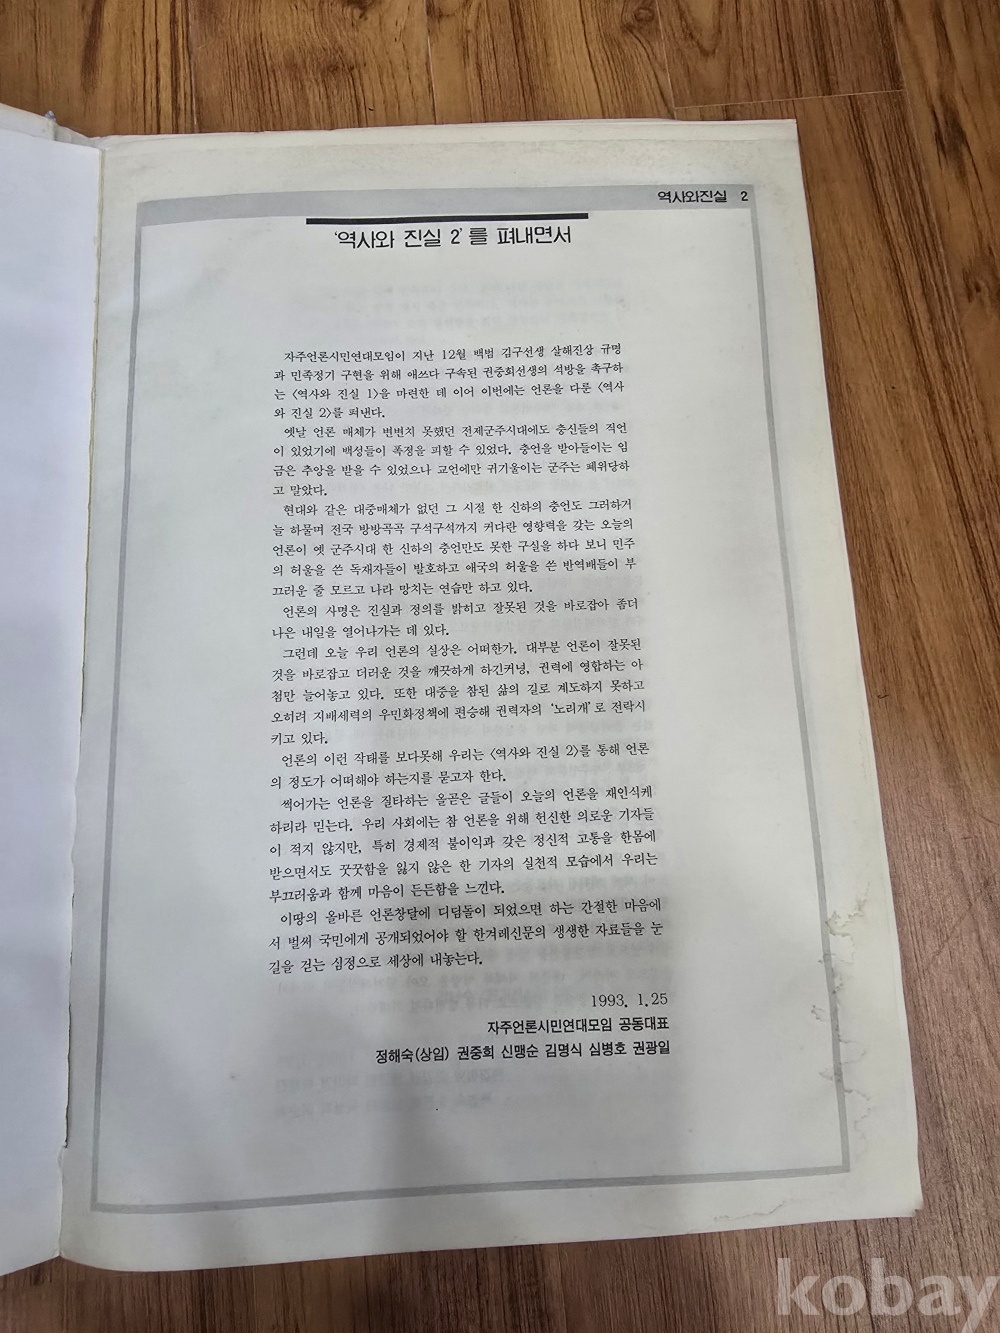 역사와진실 2
'역사와 진실 2'를 펴내면서
자주언론시민연대모임이 지난 12월 백범 김구선생 살해진상 규명
과 민족정기 구현을 위해 애쓰다 구속된 권중희선생의 석방을 촉구하
는 〈역사와 진실 1〉을 마련한 데 이어 이번에는 언론을 다룬 〈역사
와 진실 2〉를 펴낸다.
옛날 언론 매체가 변변치 못했던 전제군주시대에도 충신들의 직언
이 있었기에 백성들이 폭정을 피할 수 있었다. 충언을 받아들이는 임
금은 추앙을 받을 수 있었으나 교언에만 귀기울이는 군주는 폐위당하
고 말았다.
현대와 같은 대중매체가 없던 그 시절 한 신하의 충언도 그러하거
늘 하물며 전국 방방곡곡 구석구석까지 커다란 영향력을 갖는 오늘의
언론이 옛 군주시대 한 신하의 충언만도 못한 구실을 하다 보니 민주
의 허울을 쓴 독재자들이 발호하고 애국의 허울을 쓴 반역배들이 부
끄러운 줄 모르고 나라 망치는 연습만 하고 있다.
언론의 사명은 진실과 정의를 밝히고 잘못된 것을 바로잡아 좀더
나은 내일을 열어나가는 데 있다.
그런데 오늘 우리 언론의 실상은 어떠한가. 대부분 언론이 잘못된
것을 바로잡고 더러운 것을 깨끗하게 하긴커녕, 권력에 영합하는 아
첨만 늘어놓고 있다. 또한 대중을 참된 삶의 길로 계도하지 못하고
오히려 지배세력의 우민화정책에 편승해 권력자의 '노리개'로 전락시
키고 있다.
언론의 이런 작태를 보다못해 우리는 〈역사와 진실 2〉를 통해 언론
의 정도가 어떠해야 하는지를 묻고자 한다.
썩어가는 언론을 질타하는 올곧은 글들이 오늘의 언론을 재인식케
하리라 믿는다. 우리 사회에는 참 언론을 위해 헌신한 의로운 기자들
이 적지 않지만, 특히 경제적 불이익과 갖은 정신적 고통을 한몸에
받으면서도 꿋꿋함을 잃지 않은 한 기자의 실천적 모습에서 우리는
부끄러움과 함께 마음이 든든함을 느낀다.
이땅의 올바른 언론창달에 디딤돌이 되었으면 하는 간절한 마음에
서 벌써 국민에게 공개되었어야 할 한겨레신문의 생생한 자료들을 눈
길을 걷는 심정으로 세상에 내놓는다.
1993. 1.25
자주언론시민연대모임 공동대표
정해숙(상임) 권중희 신맹순 김명식 심병호 권광일
kobay